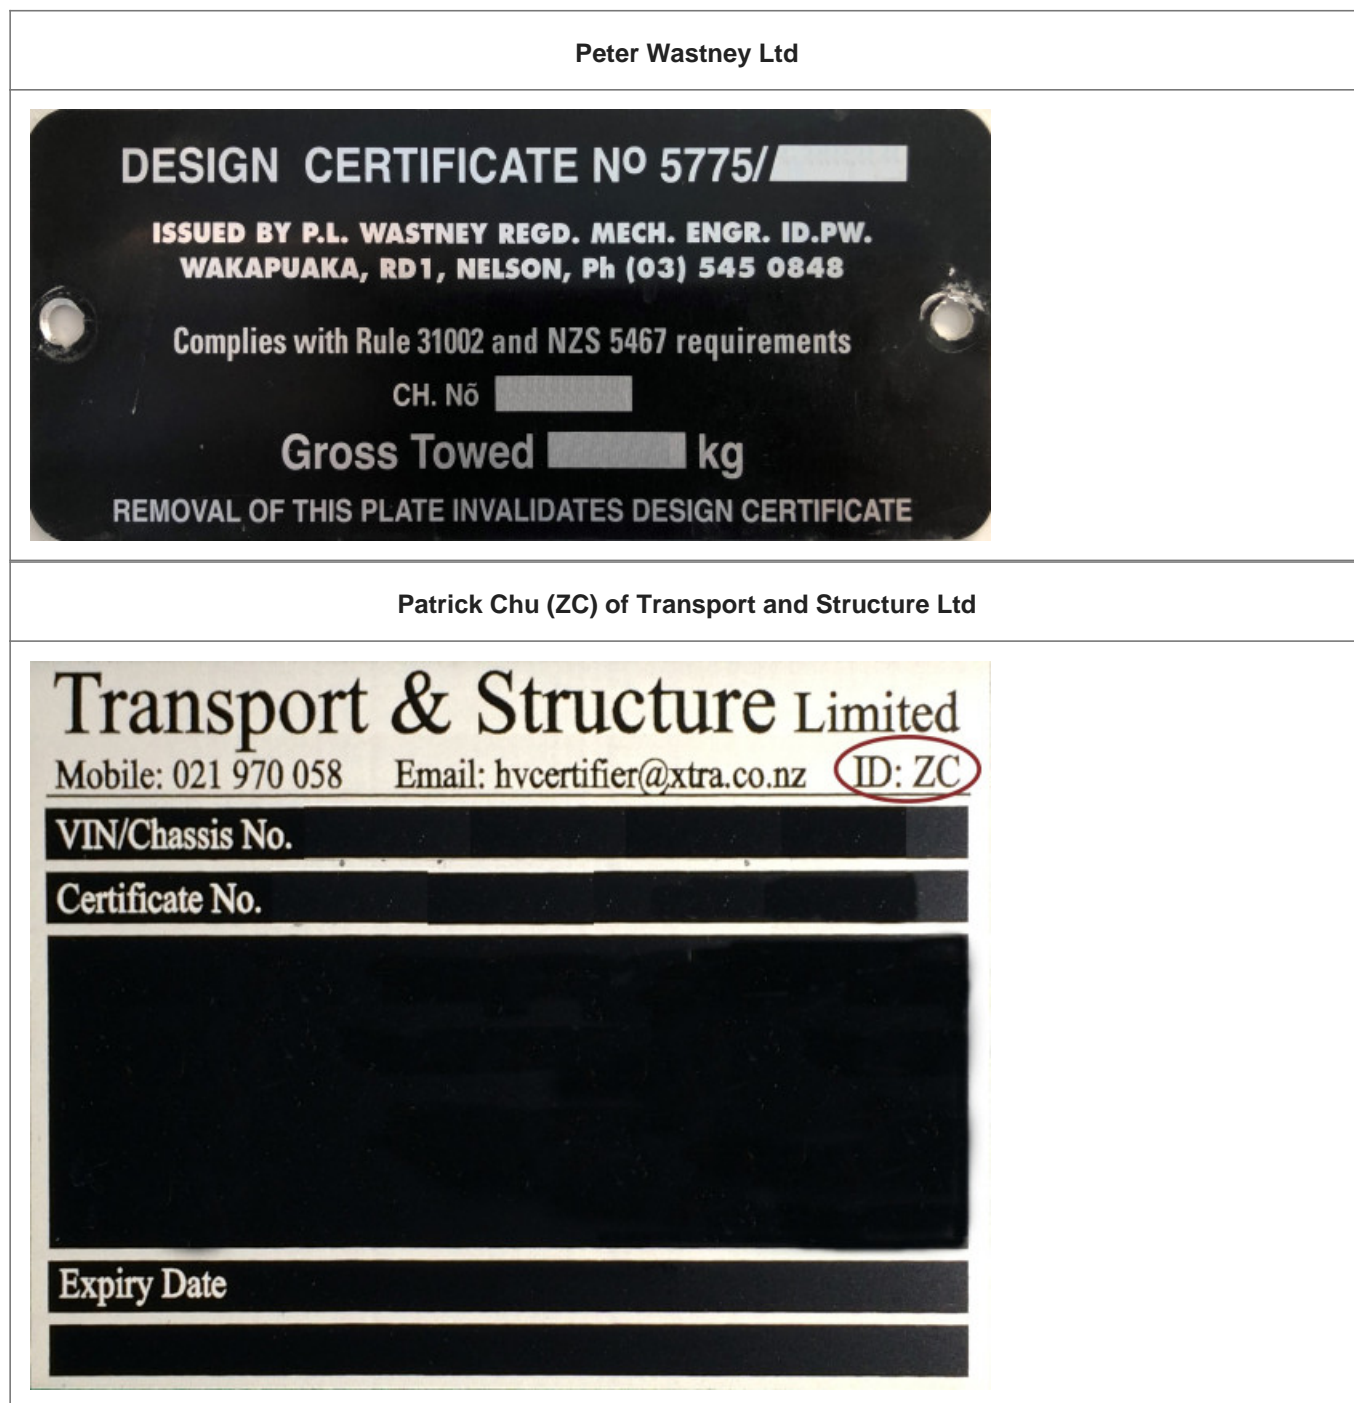 Peter Wastney Ltd
DESIGN CERTIFICATE Nº 5775//
ISSUED BY P.L. WASTNEY REGD. MECH. ENGR. ID.PW.
WAKAPUAKA, RD1, NELSON, Ph (03) 545 0848
Complies with Rule 31002 and NZS 5467 requirements
CH. Nõ
Gross Towed kg
REMOVAL OF THIS PLATE INVALIDATES DESIGN CERTIFICATE
Patrick Chu (ZC) of Transport and Structure Ltd
Transport & Structure Limited
Mobile: 021 970 058 Email: hvcertifier@xtra.co.nz ID: ZC
VIN/Chassis No.
Certificate No.
Expiry Date